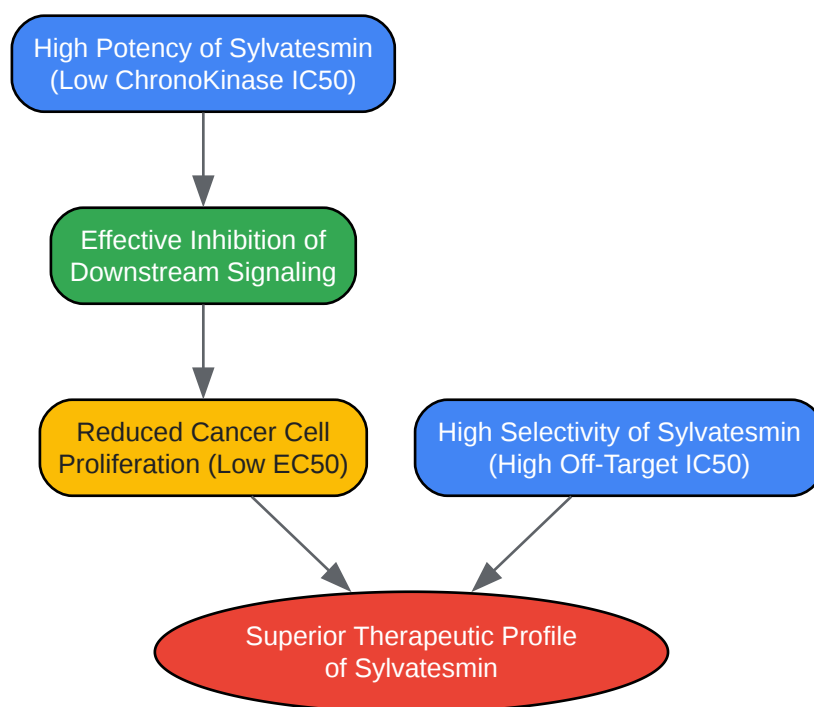 High Potency of Sylvatesmin
(Low ChronoKinase IC50)
Effective Inhibition of
Downstream Signaling
Reduced Cancer Cell
Proliferation (Low EC50)
High Selectivity of Sylvatesmin
(High Off-Target IC50)
Superior Therapeutic Profile
of Sylvatesmin